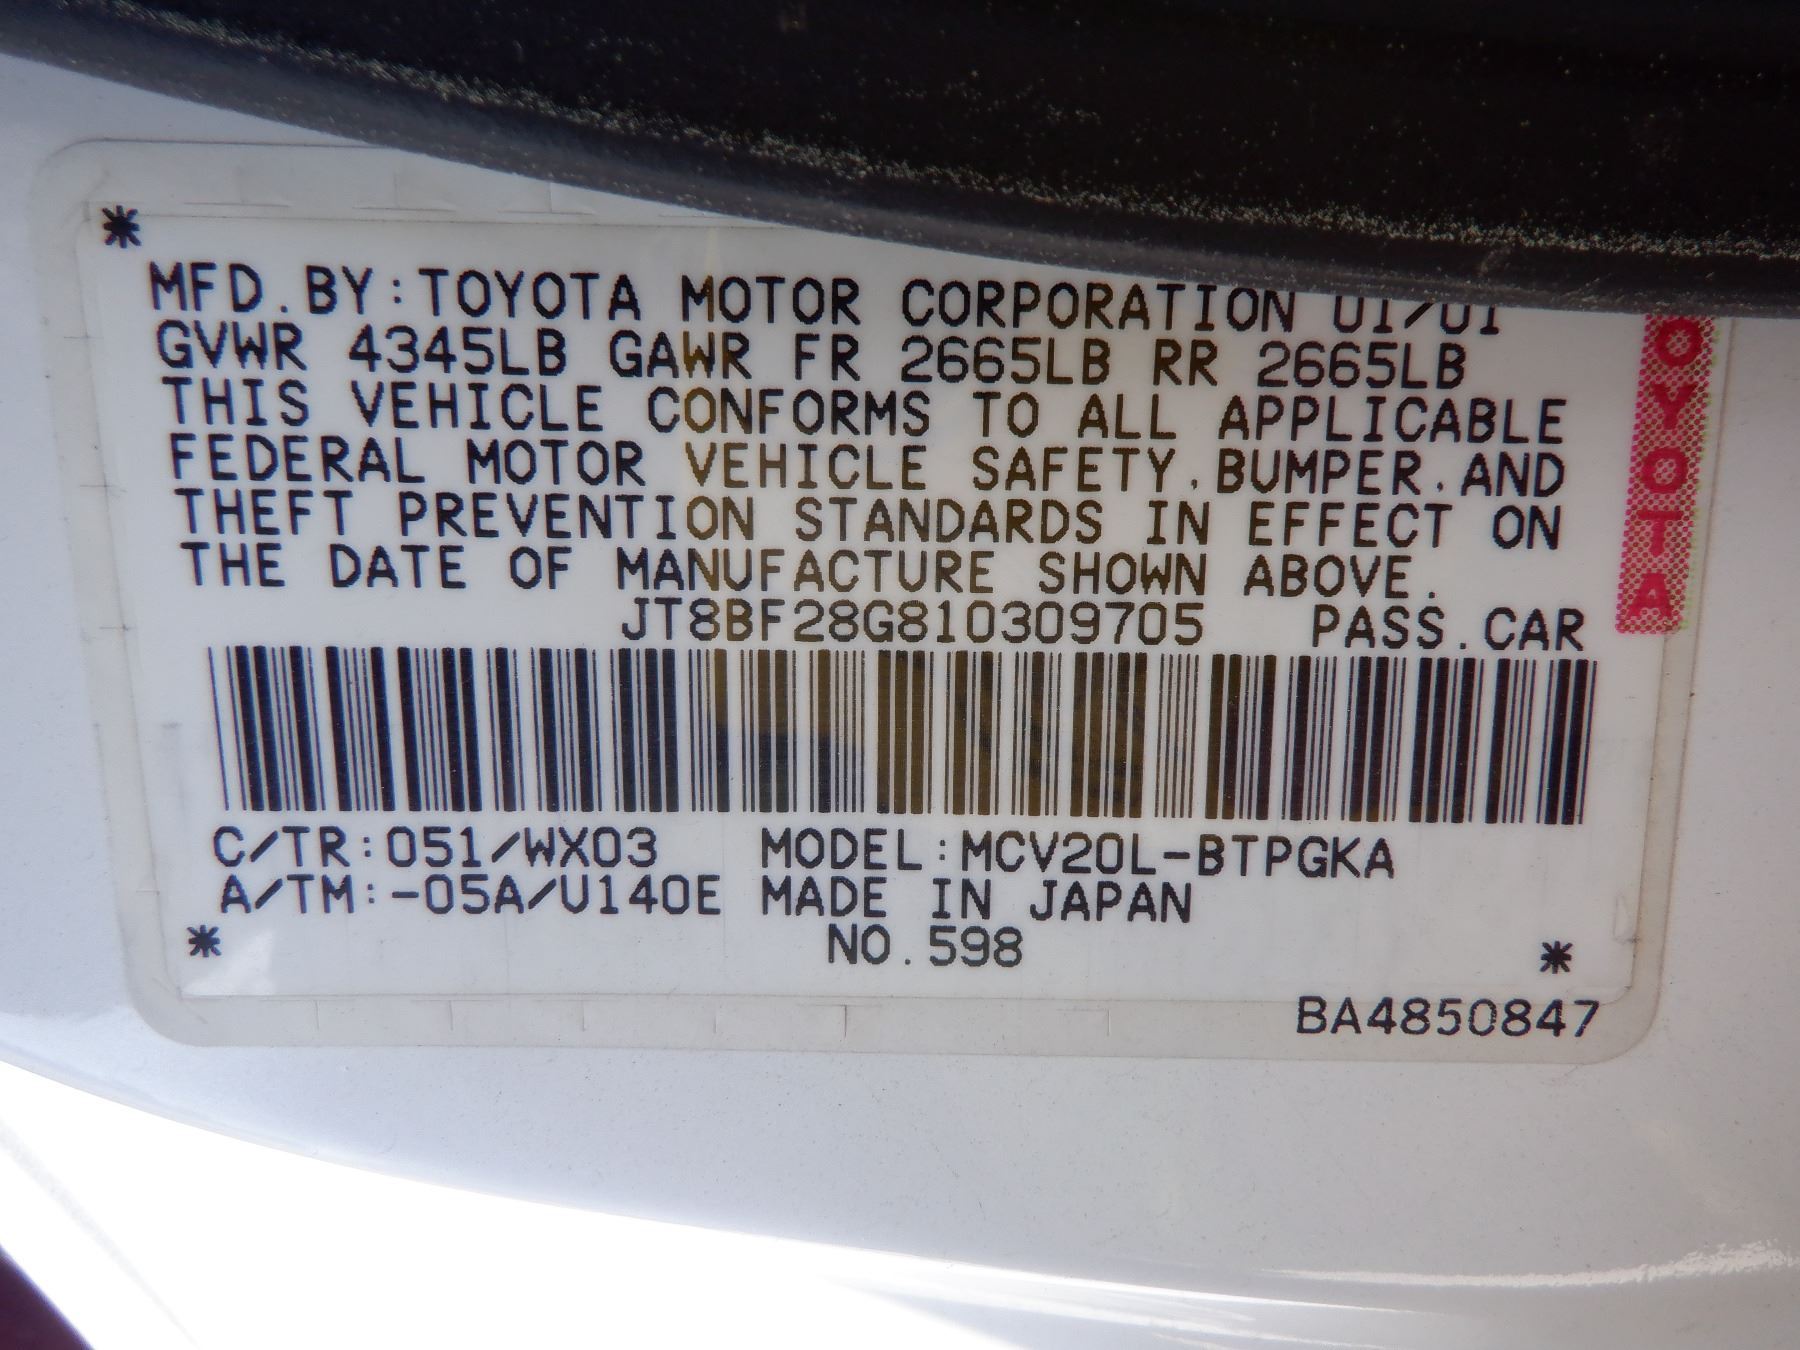 MFD.BY:TOYOTA MOTOR CORPORATION 01/01
GVWR 4345LB GAWR FR 2665LB RR 2665LB
THIS VEHICLE CONFORMS TO ALL APPLICABLE
FEDERAL MOTOR VEHICLE SAFETY,BUMPER,AND
THEFT PREVENTION STANDARDS IN EFFECT ON
THE DATE OF MANUFACTURE SHOWN ABOVE.
JT8BF28G810309705 PASS.CAR
C/TR:051/WX03 MODEL:MCV20L-BTPGKA
A/TM:-05A/U140E MADE IN JAPAN
NO.598
BA4850847
OYOTA